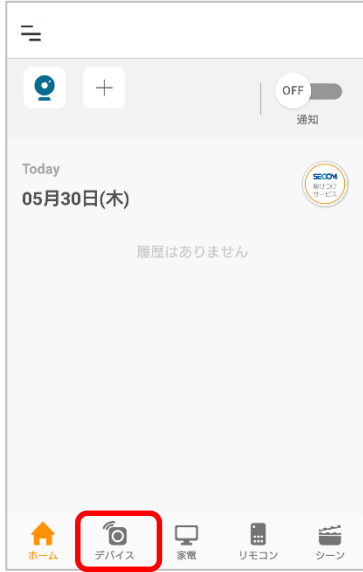 OFF
通知
Today
05月30日(木)
SECOM
駆けつけ
サービス
履歴はありません
ホーム
デバイス
家電
リモコン
シーン